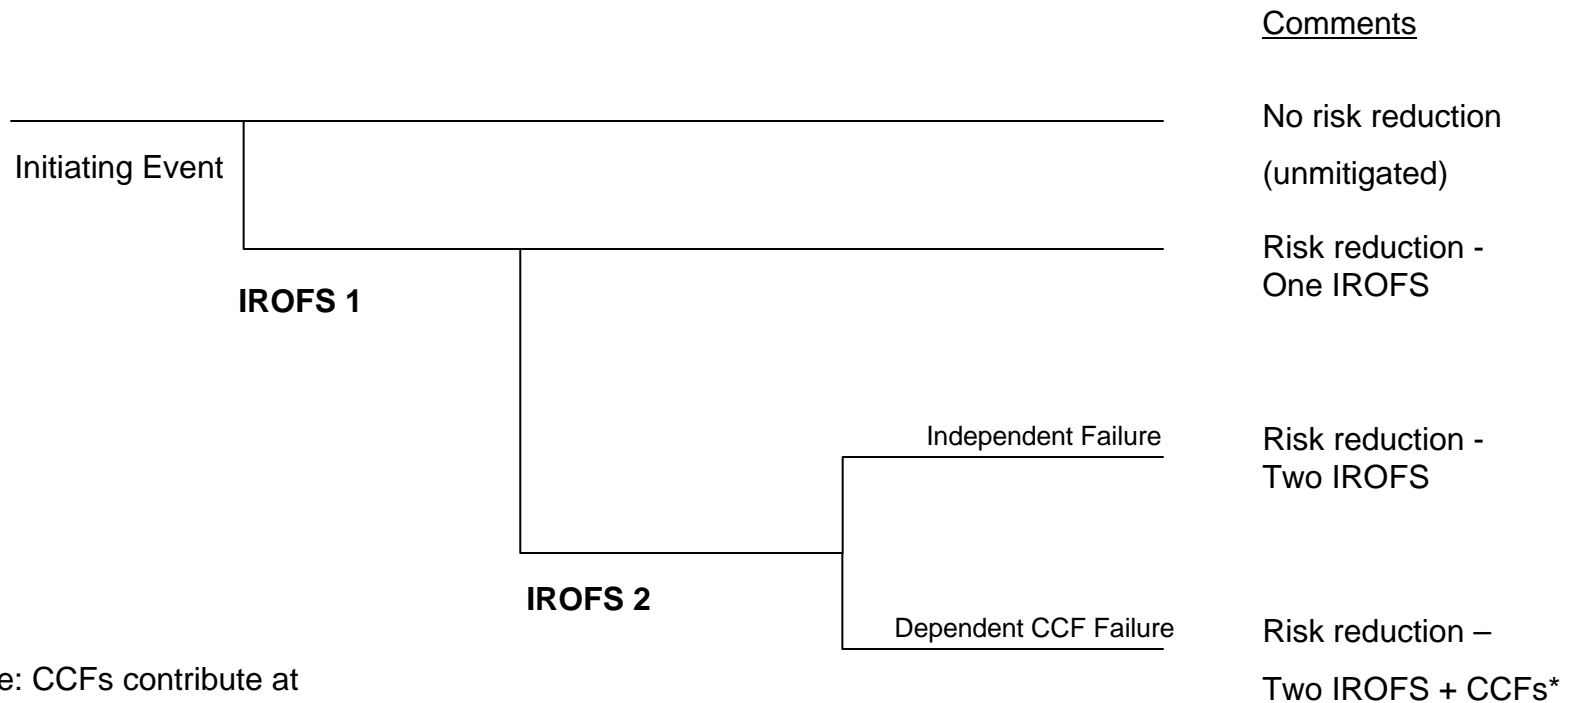 Comments
No risk reduction
Initiating Event
(unmitigated)
Risk reduction -
One IROFS
IROFS 1
Independent Failure
Risk reduction -
Two IROFS
IROFS 2
Dependent CCF Failure
Risk reduction –
e: CCFs contribute at
Two IROFS + CCFs*